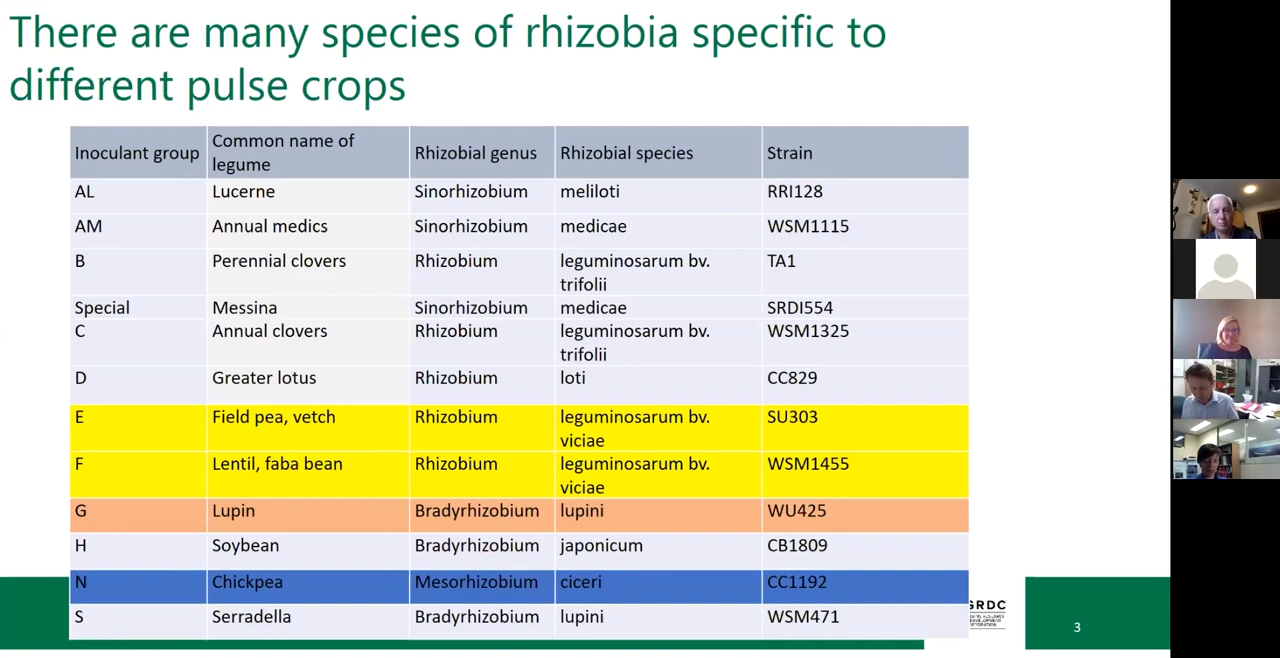 There are many species of rhizobia specific to
different pulse crops
Inoculant group
Common name of
legume
Rhizobial genus
Rhizobial species
Strain
AL
Lucerne
Sinorhizobium
meliloti
RRI128
AM
Annual medics
Sinorhizobium
medicae
WSM1115
B
Perennial clovers
Rhizobium
leguminosarum bv.
trifolii
TA1
Special
Messina
Sinorhizobium
medicae
SRDI554
C
Annual clovers
Rhizobium
leguminosarum bv.
trifolii
WSM1325
D
Greater lotus
Rhizobium
loti
CC829
E
Field pea, vetch
Rhizobium
leguminosarum bv.
viciae
SU303
F
Lentil, faba bean
Rhizobium
leguminosarum bv.
viciae
WSM1455
G
Lupin
Bradyrhizobium
lupini
WU425
H
Soybean
Bradyrhizobium
japonicum
CB1809
N
Chickpea
Mesorhizobium
ciceri
CC1192
S
Serradella
Bradyrhizobium
lupini
WSM471
GRDC
3